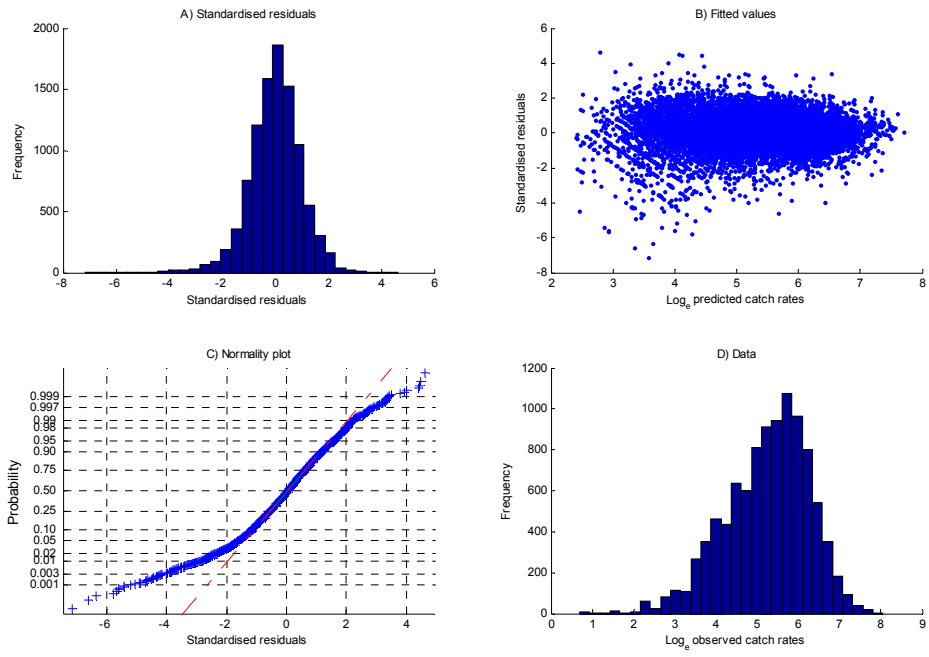 A) Standardised residuals
2000
1500
1000
500
0
Frequency
-8 -6 -4 -2 0 2 4 6
Standardised residuals
B) Fitted values
8
6
4
2
0
-2
-4
-6
-8
Standardised residuals
2 3 4 5 6 7 8
Logₑ predicted catch rates
C) Normality plot
0.999
0.997
0.99
0.98
0.95
0.90
0.75
0.50
0.25
0.10
0.05
0.02
0.01
0.003
0.001
Probability
-6 -4 -2 0 2 4
Standardised residuals
D) Data
1200
1000
800
600
400
200
0
Frequency
0 1 2 3 4 5 6 7 8 9
Logₑ observed catch rates